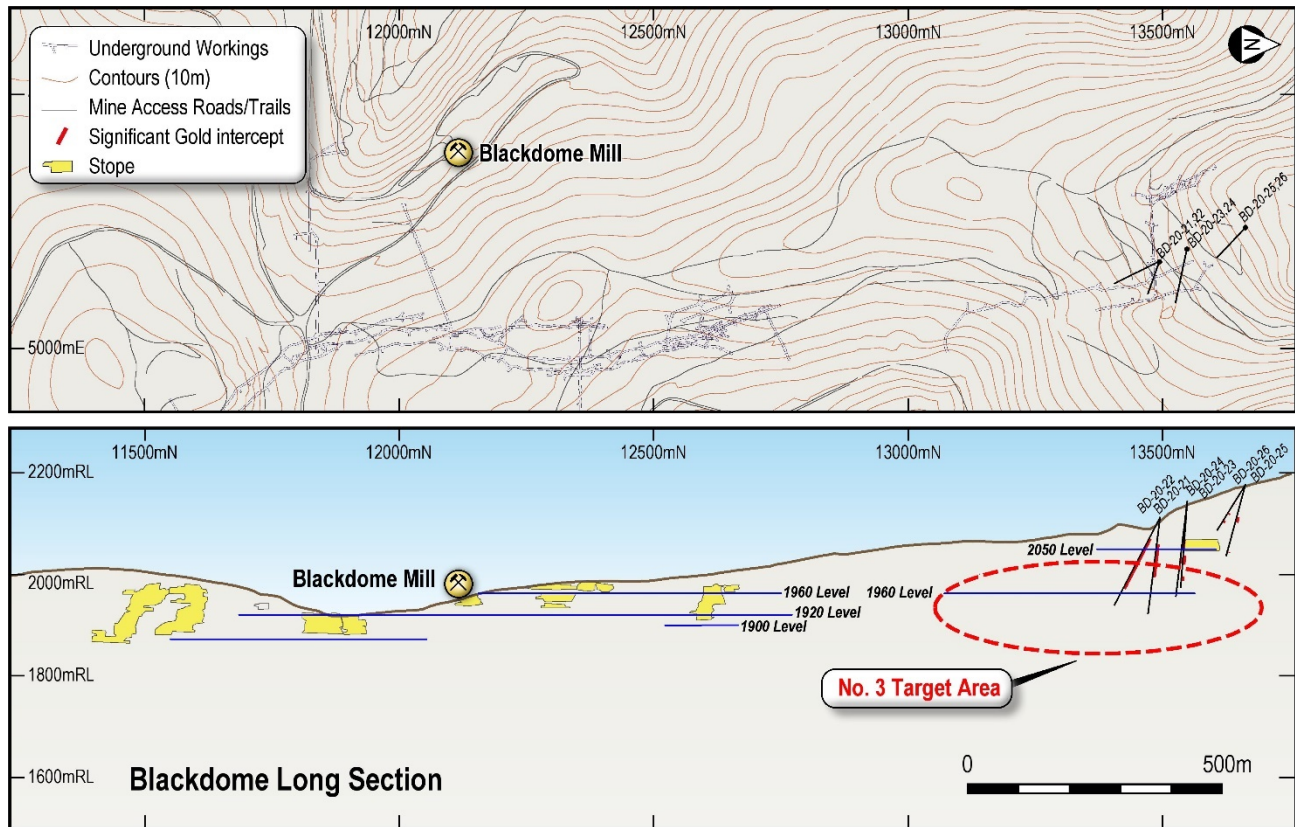 12000mN
12500mN
13000mN
13500mN
N
Underground Workings
Contours (10m)
Mine Access Roads/Trails
Significant Gold intercept
Stope
Blackdome Mill
BD-20-21,22
BD-20-23,24
BD-20-25,26
5000mE
11500mN
12000mN
12500mN
13000mN
13500mN
2200mRL
2000mRL
1800mRL
1600mRL
BD-20-22
BD-20-21
BD-20-24
BD-20-23
BD-20-26
BD-20-25
2050 Level
Blackdome Mill
1960 Level
1960 Level
1920 Level
1900 Level
No. 3 Target Area
Blackdome Long Section
0
500m